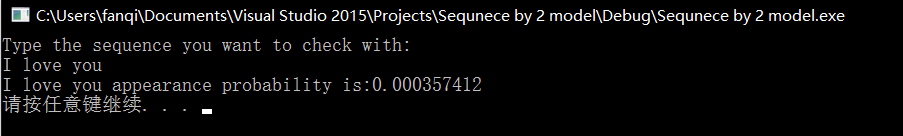 C:\Users\fanqi\Documents\Visual Studio 2015\Projects\Sequnece by 2 model\Debug\Sequnece by 2 model.exe
Type the sequence you want to check with:
I love you
I love you appearance probability is:0.000357412
请按任意键继续. . .